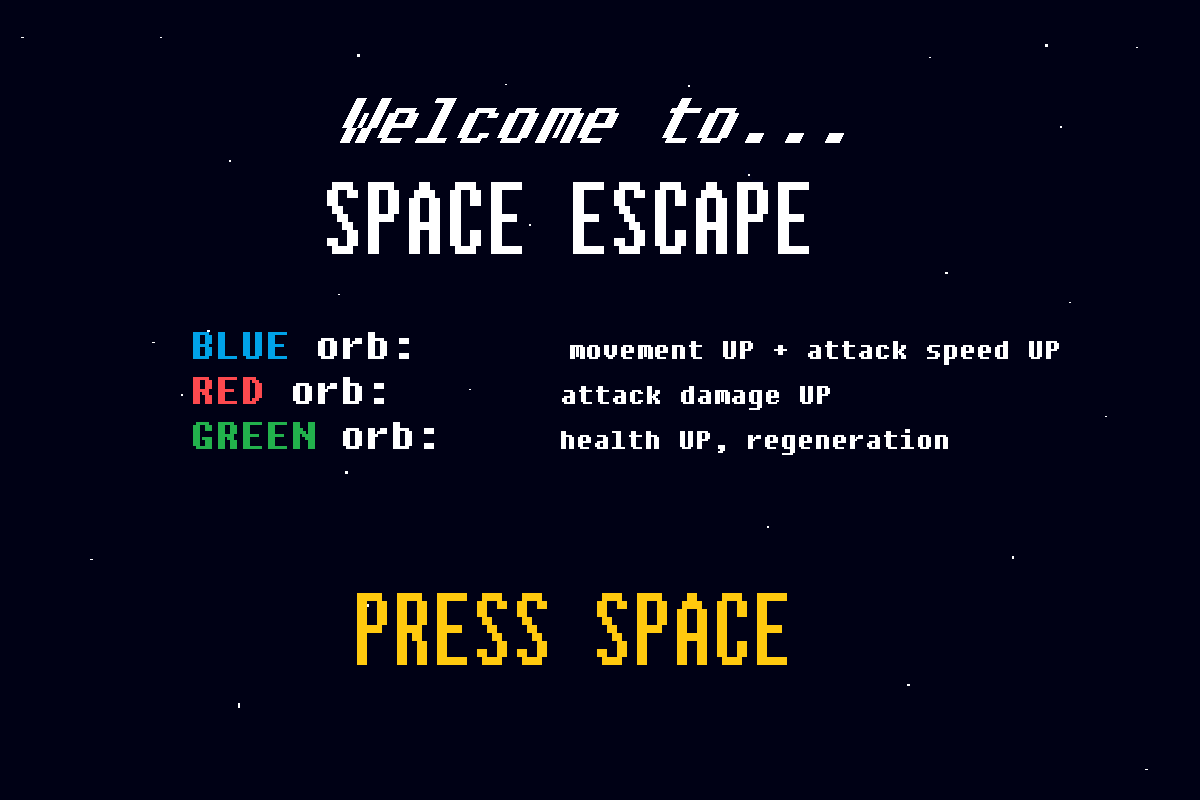 Welcome to...
SPACE ESCAPE
BLUE orb: movement UP + attack speed UP
RED orb: attack damage UP
GREEN orb: health UP, regeneration
PRESS SPACE